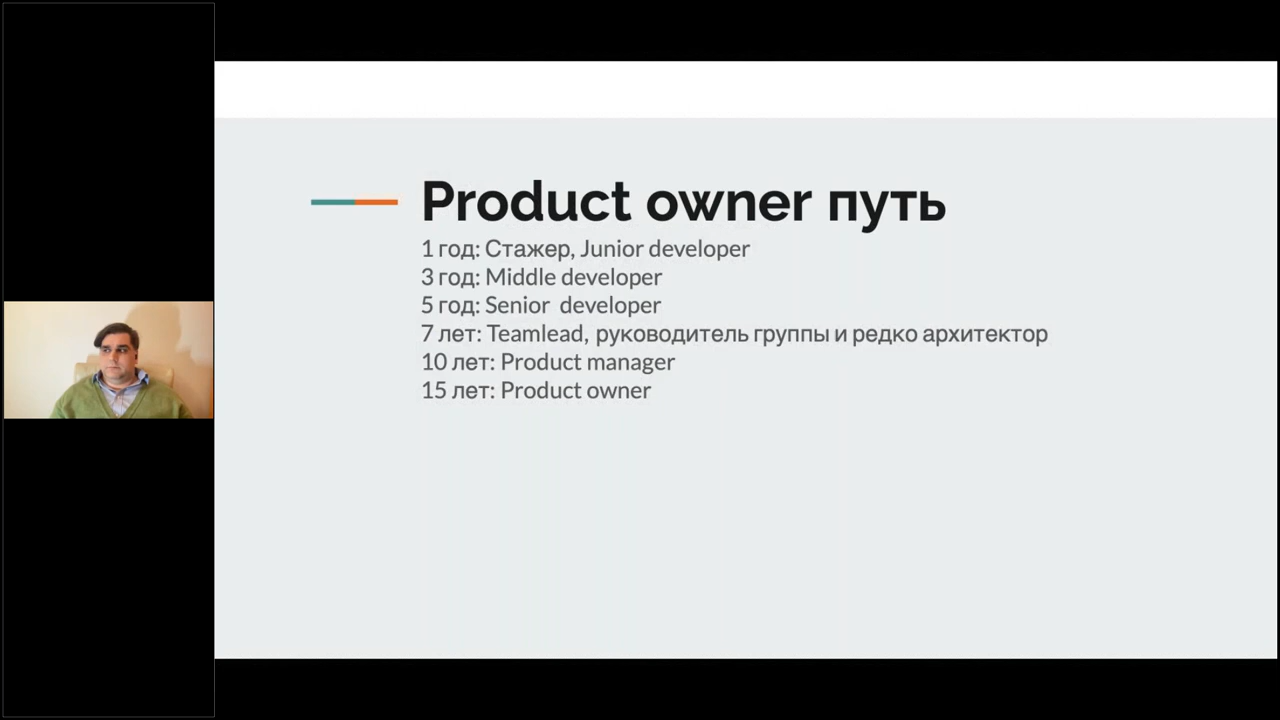 Product owner путь
1 год: Стажер, Junior developer
3 год: Middle developer
5 год: Senior developer
7 лет: Teamlead, руководитель группы и редко архитектор
10 лет: Product manager
15 лет: Product owner